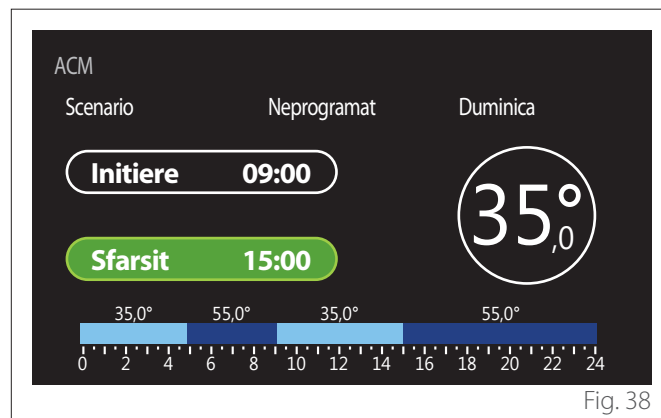 ACM
Scenario Neprogramat Duminica
Initiere 09:00
35,0°
Sfarsit 15:00
35,0° 55,0° 35,0° 55,0°
0 2 4 6 8 10 12 14 16 18 20 22 24
Fig. 38